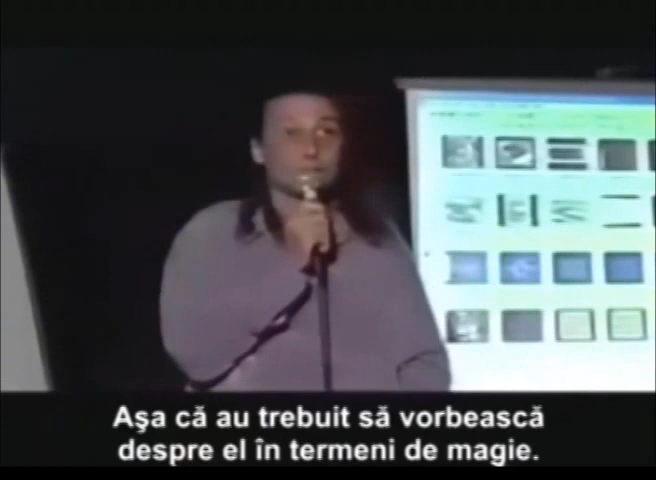 Aşa că au trebuit să vorbească
despre el în termeni de magie.